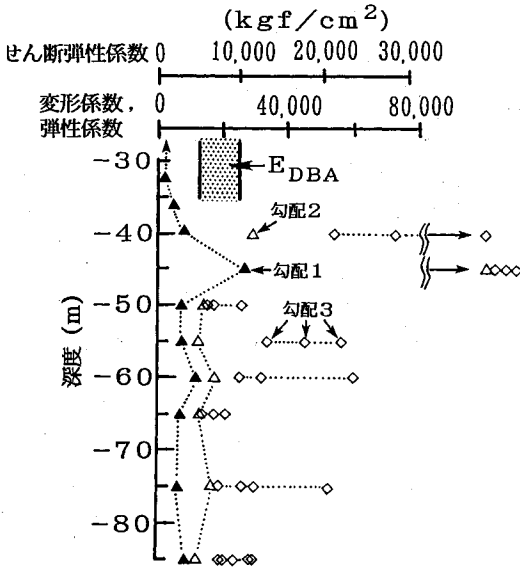 (kgf/cm²)
せん断弾性係数 0 10,000 20,000 30,000
変形係数, 0 40,000 80,000
弾性係数
-30
E_DBA
勾配2
-40
勾配1
-50
勾配3
深度 (m)
-60
-70
-80